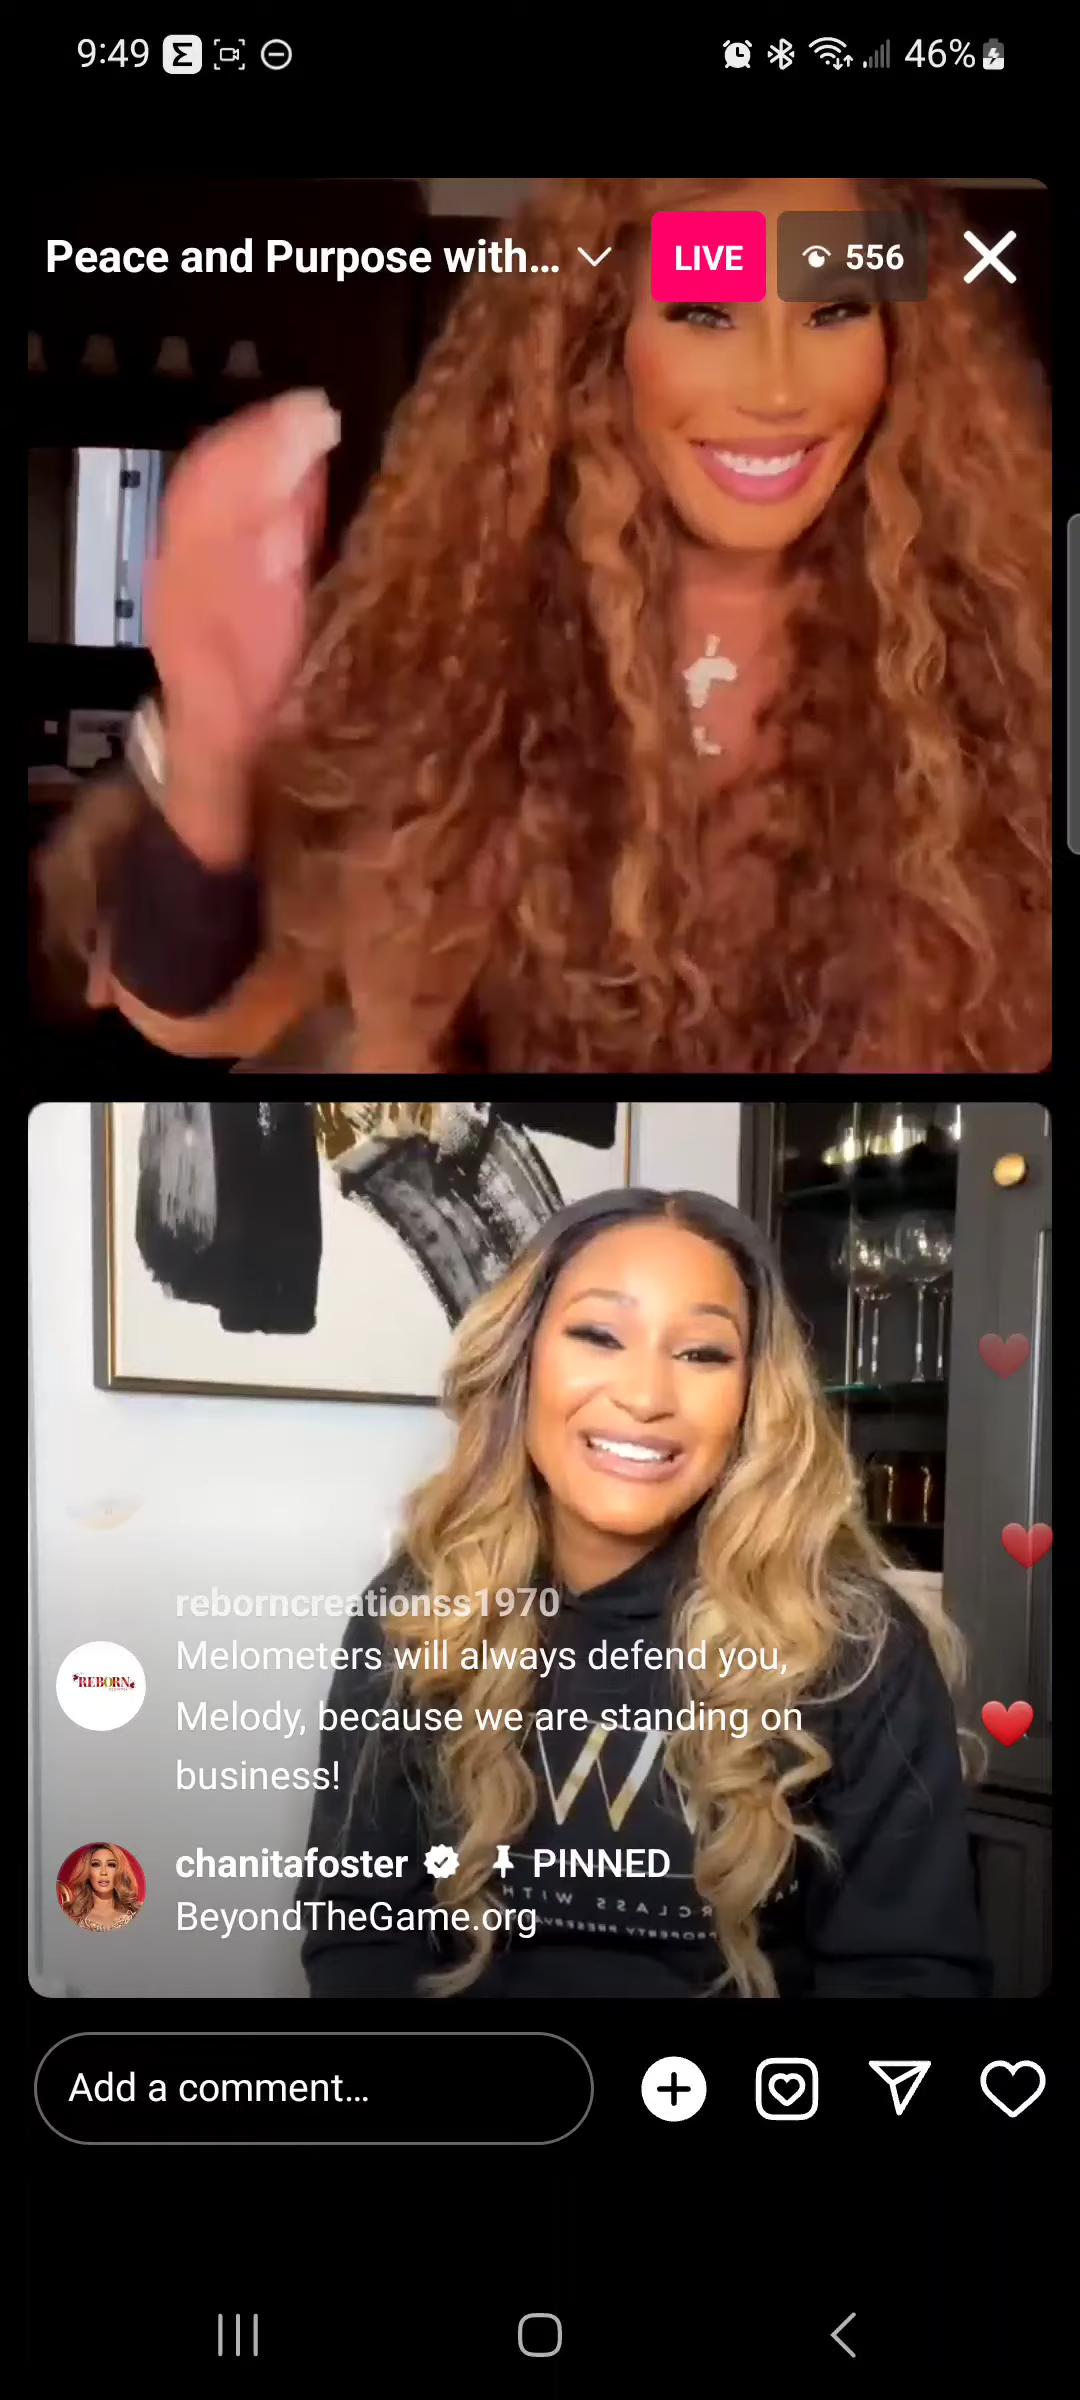 9:49
46%
Peace and Purpose with...
LIVE
556
reborncreationss1970
Melometers will always defend you,
Melody, because we are standing on
business!
REBORN
chanitafoster PINNED
BeyondTheGame.org
Add a comment...